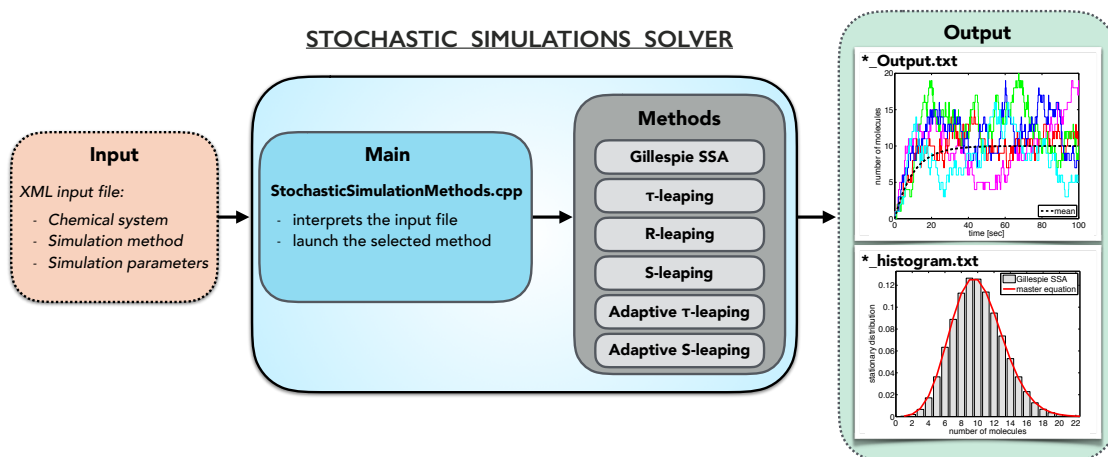 STOCHASTIC SIMULATIONS SOLVER
Input
XML input file:
- Chemical system
- Simulation method
- Simulation parameters
Main
StochasticSimulationMethods.cpp
- interprets the input file
- launch the selected method
Methods
Gillespie SSA
τ-leaping
R-leaping
S-leaping
Adaptive τ-leaping
Adaptive S-leaping
Output
*_Output.txt
number of molecules
20
15
10
5
0
0 20 40 60 80 100
time [sec]
mean
*_histogram.txt
stationary distribution
0.12
0.1
0.08
0.06
0.04
0.02
0
0 2 4 6 8 10 12 14 16 18 20 22
number of molecules
Gillespie SSA
master equation